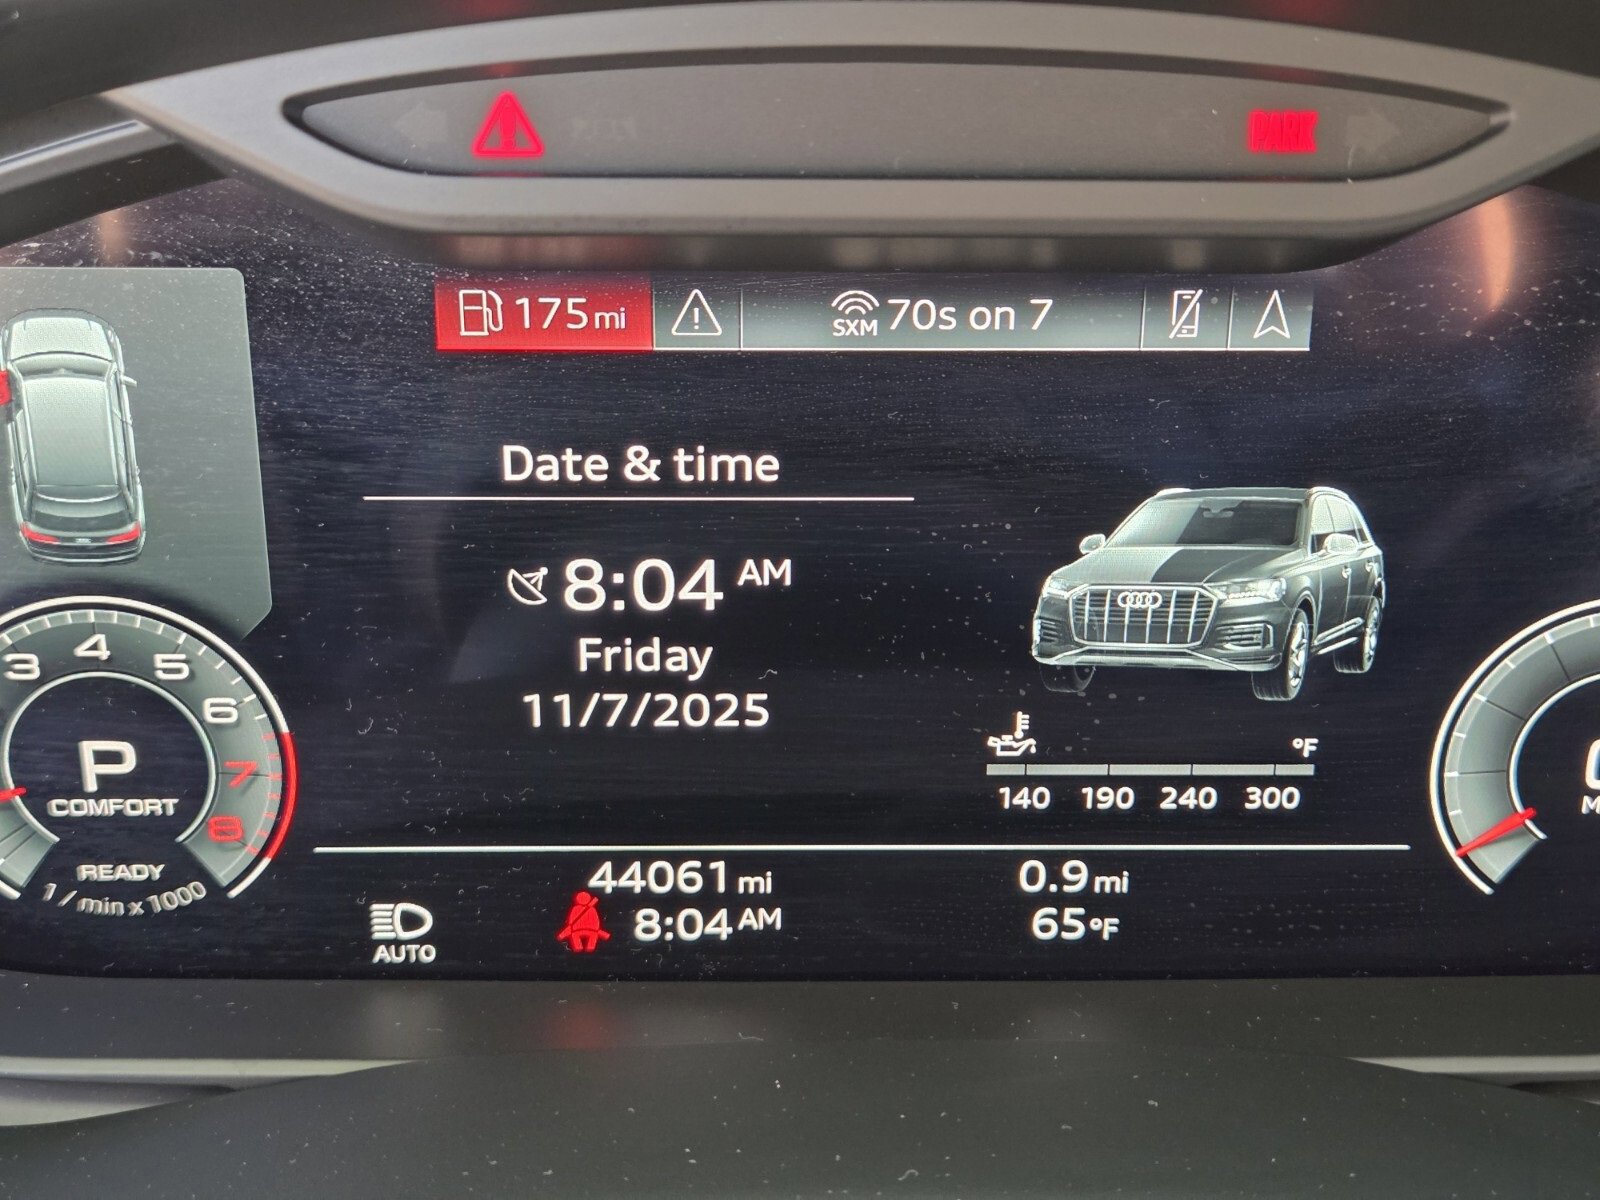 PARK
175 mi
SXM 70s on 7
Date & time
8:04 AM
Friday
11/7/2025
3 4 5 6 7 8
P
COMFORT
READY
1 / min x 1000
°F
140 190 240 300
44061 mi
0.9 mi
AUTO
8:04 AM
65°F